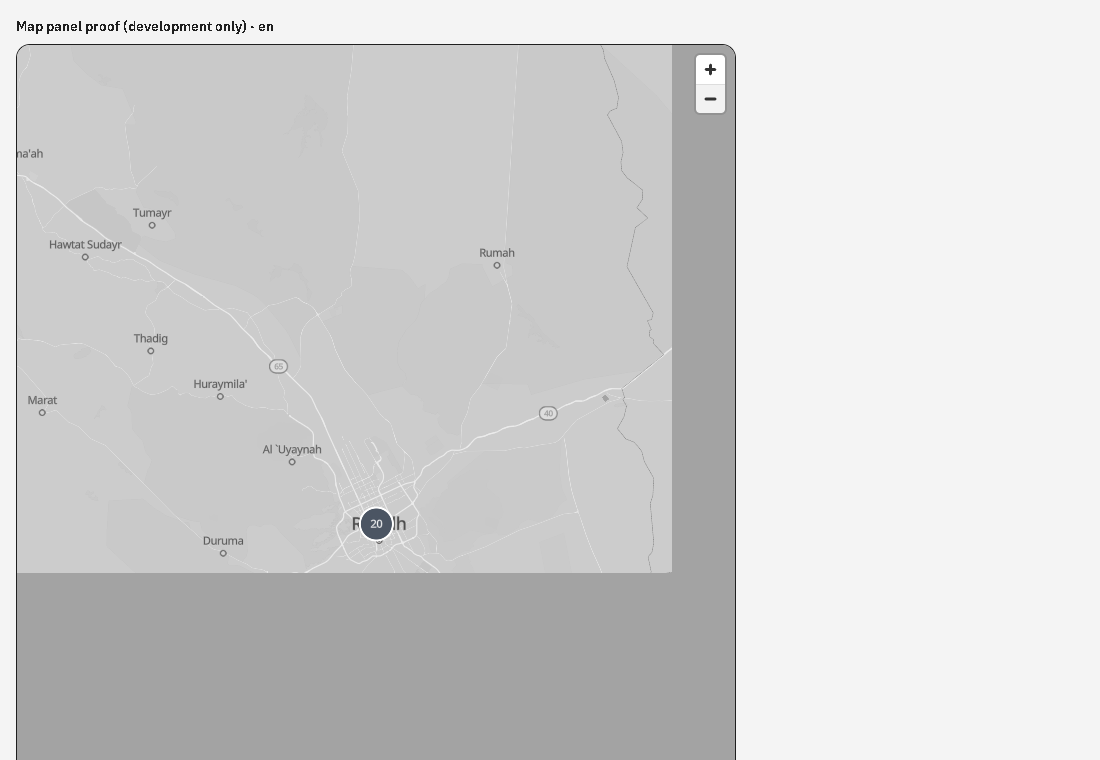 Map panel proof (development only) - en
+
na'ah
Tumayr
Hawtat Sudayr
Rumah
Thadig
65
Huraymila'
Marat
40
Al `Uyaynah
20
Duruma
−